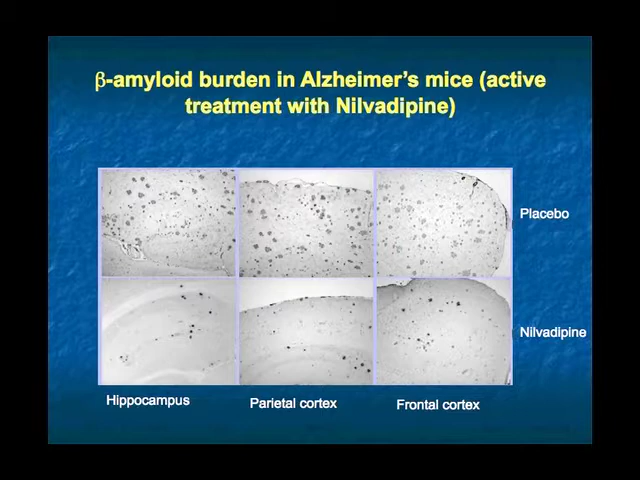 β-amyloid burden in Alzheimer's mice (active
treatment with Nilvadipine)
Placebo
Nilvadipine
Hippocampus
Parietal cortex
Frontal cortex